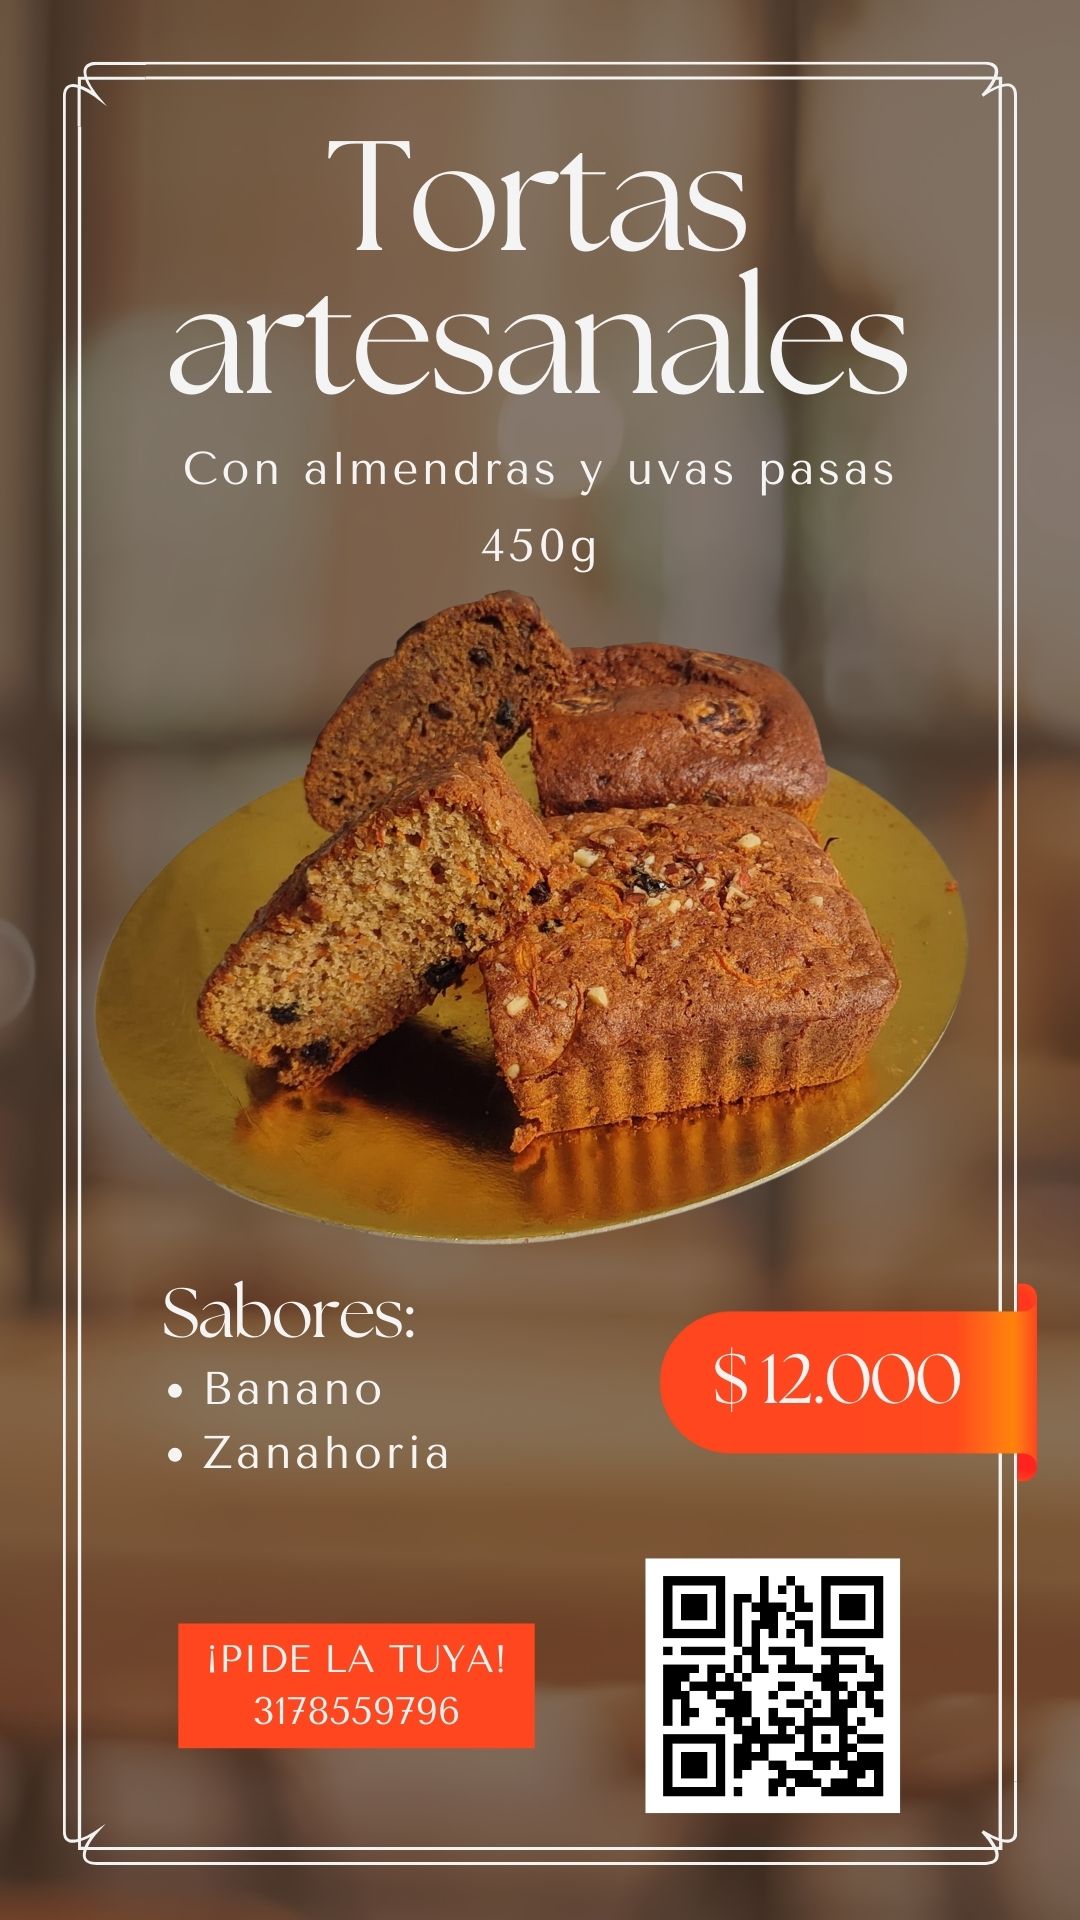 Tortas
artesanales
Con almendras y uvas pasas
450g
Sabores:
• Banano
• Zanahoria
$ 12.000
¡PIDE LA TUYA!
3178559796